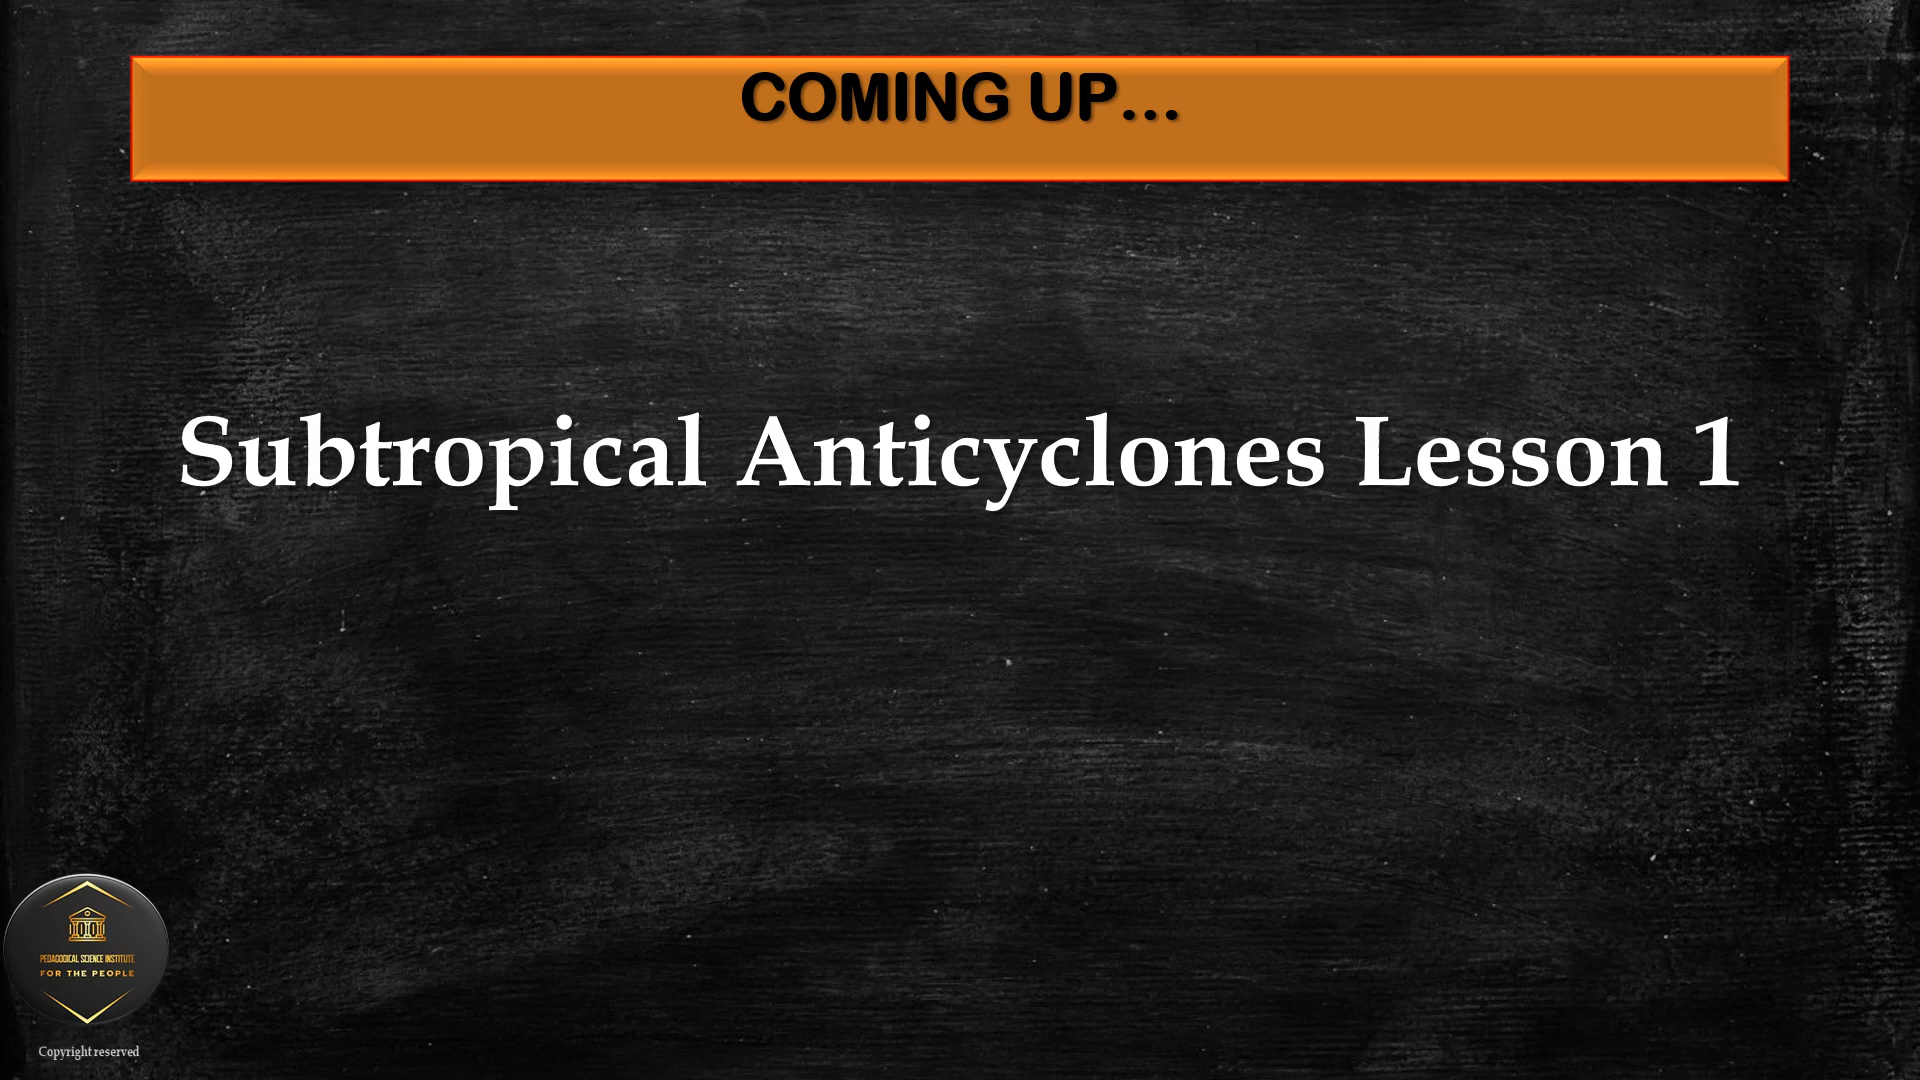 COMING UP...
Subtropical Anticyclones Lesson 1
PEDAGOGICAL SCIENCE INSTITUTE
FOR THE PEOPLE
Copyright reserved